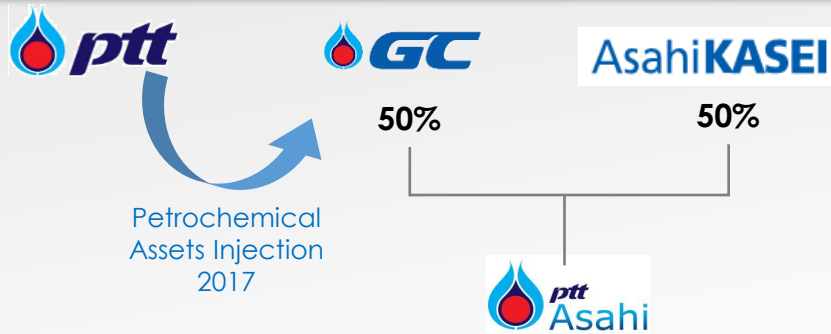 ptt
GC
AsahiKASEI
50%
50%
Petrochemical
Assets Injection
2017
ptt
Asahi